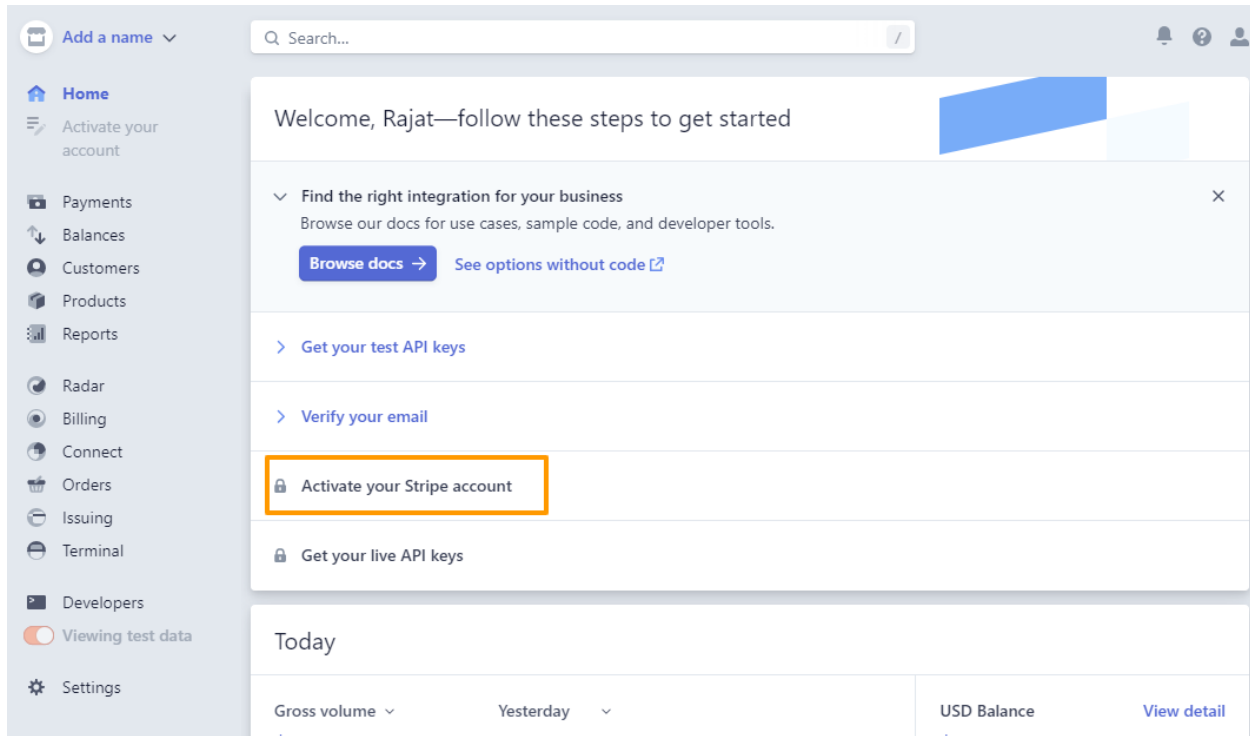 Add a name
Search...
/
Home
Activate your
account
Payments
Balances
Customers
Products
Reports
Radar
Billing
Connect
Orders
Issuing
Terminal
Developers
Viewing test data
Settings
Welcome, Rajat—follow these steps to get started
Find the right integration for your business
Browse our docs for use cases, sample code, and developer tools.
Browse docs → See options without code
Get your test API keys
Verify your email
Activate your Stripe account
Get your live API keys
Today
Gross volume Yesterday
USD Balance View detail